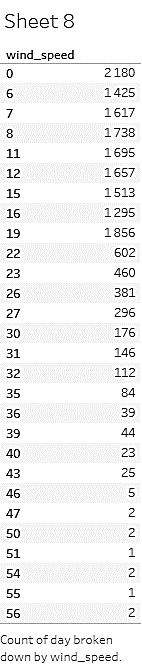 Sheet 8
wind_speed
0 2 180
6 1 425
7 1 617
8 1 738
11 1 695
12 1 657
15 1 513
16 1 295
19 1 856
22 602
23 460
26 381
27 296
30 176
31 146
32 112
35 84
36 39
39 44
40 23
43 25
46 5
47 2
50 2
51 1
54 2
55 1
56 2
Count of day broken
down by wind_speed.